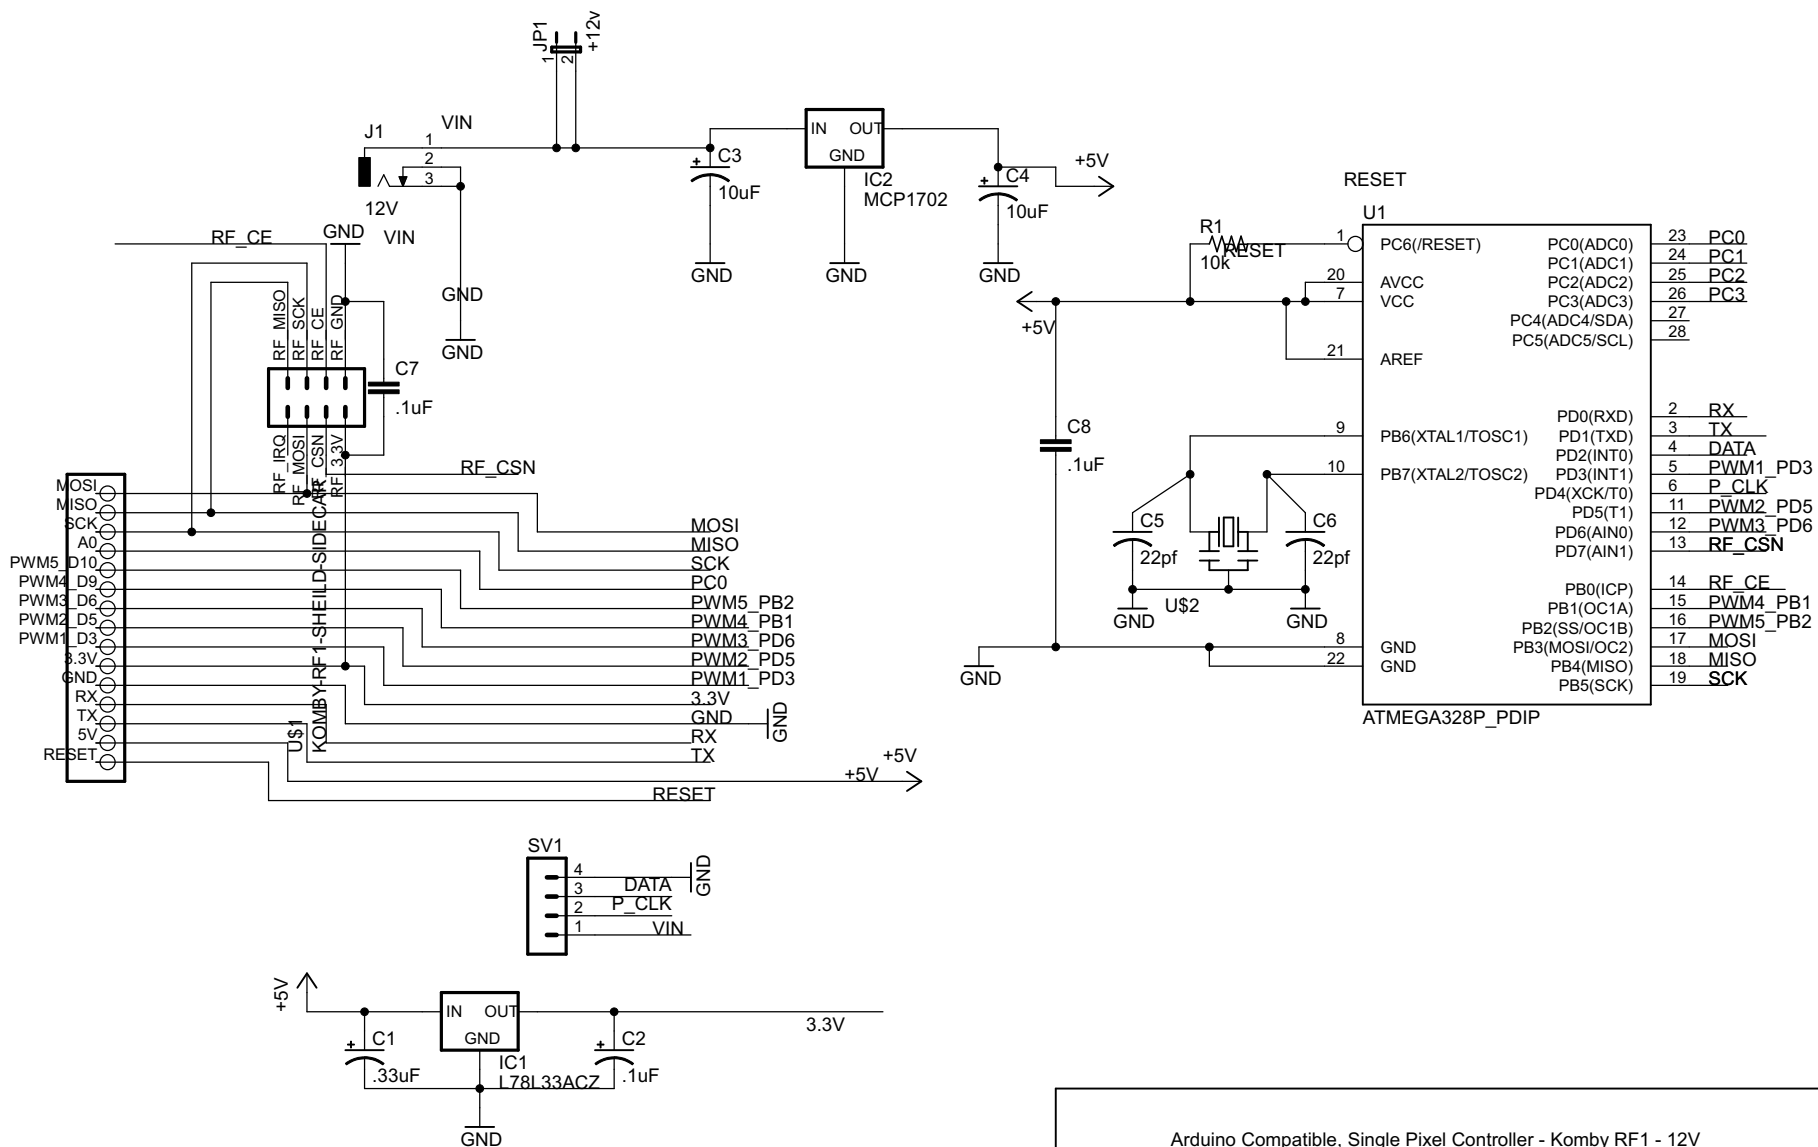 JP1
1
2
+12v
J1
VIN
1
2
3
12V
VIN
GND
GND
C3
10uF
GND
IN
OUT
GND
IC2
MCP1702
GND
C4
10uF
GND
+5V
RF_CE
GND
RF_MISO
RF_SCK
RF_CE
RF_GND
C7
.1uF
RF_IRQ
RF_MOSI
RF_CSN
RF_3.3V
RF_CSN
MOSI
MISO
SCK
A0
PWM5_D10
PWM4_D9
PWM3_D6
PWM2_D5
PWM1_D3
3.3V
GND
RX
TX
5V
RESET
U$1
KOMBY-RF1-SHEILD-SIDECAR
MOSI
MISO
SCK
PC0
PWM5_PB2
PWM4_PB1
PWM3_PD6
PWM2_PD5
PWM1_PD3
3.3V
GND
GND
RX
TX
+5V
+5V
RESET
RESET
U1
R1
10k
RESET
+5V
C8
.1uF
GND
C5
22pf
GND
U$2
C6
22pf
GND
1 PC6(/RESET)
20 AVCC
7 VCC
21 AREF
9 PB6(XTAL1/TOSC1)
10 PB7(XTAL2/TOSC2)
8 GND
22 GND
PC0(ADC0) 23 PC0
PC1(ADC1) 24 PC1
PC2(ADC2) 25 PC2
PC3(ADC3) 26 PC3
PC4(ADC4/SDA) 27
PC5(ADC5/SCL) 28
PD0(RXD) 2 RX
PD1(TXD) 3 TX
PD2(INT0) 4 DATA
PD3(INT1) 5 PWM1_PD3
PD4(XCK/T0) 6 P_CLK
PD5(T1) 11 PWM2_PD5
PD6(AIN0) 12 PWM3_PD6
PD7(AIN1) 13 RF_CSN
PB0(ICP) 14 RF_CE
PB1(OC1A) 15 PWM4_PB1
PB2(SS/OC1B) 16 PWM5_PB2
PB3(MOSI/OC2) 17 MOSI
PB4(MISO) 18 MISO
PB5(SCK) 19 SCK
ATMEGA328P_PDIP
SV1
4
GND
3 DATA
2 P_CLK
1 VIN
+5V
C1
.33uF
IN
OUT
GND
IC1
L78L33ACZ
C2
.1uF
3.3V
GND
Arduino Compatible, Single Pixel Controller - Komby RF1 - 12V